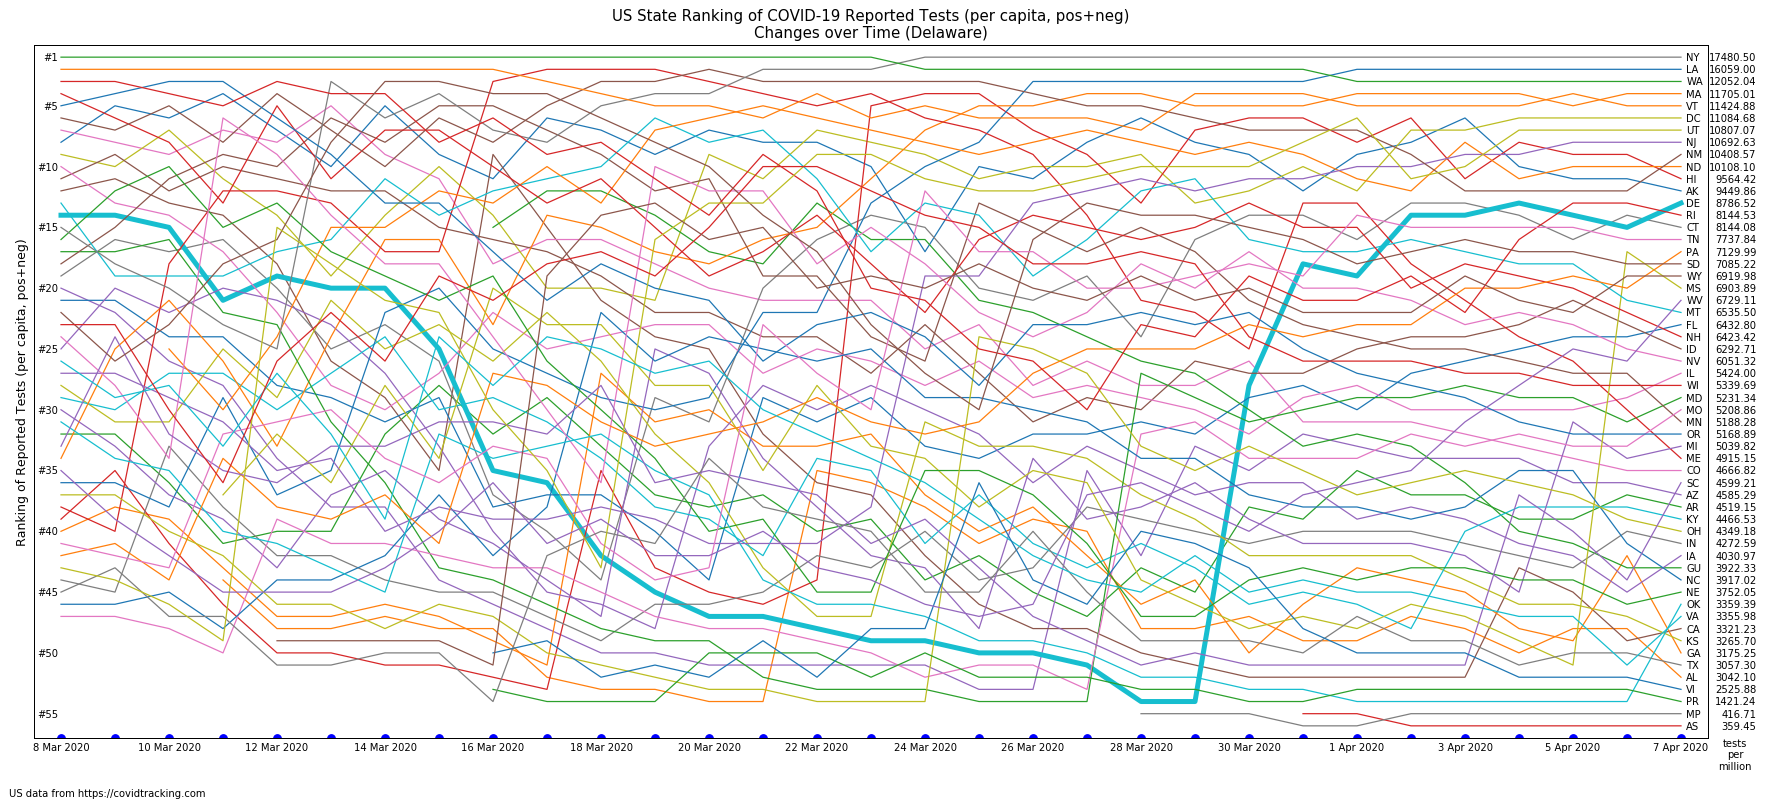 US State Ranking of COVID-19 Reported Tests (per capita, pos+neg)
Changes over Time (Delaware)
Ranking of Reported Tests (per capita, pos+neg)
#1
#5
#10
#15
#20
#25
#30
#35
#40
#45
#50
#55
NY 17480.50
LA 16059.00
WA 12052.04
MA 11705.01
VT 11424.88
DC 11084.68
UT 10807.07
NJ 10692.63
NM 10408.57
ND 10108.10
HI 9564.42
AK 9449.86
DE 8786.52
RI 8144.53
CT 8144.08
TN 7737.84
PA 7129.99
SD 7085.22
WY 6919.98
MS 6903.89
WV 6729.11
MT 6535.50
FL 6432.80
NH 6423.42
ID 6292.71
NV 6051.32
IL 5424.00
WI 5339.69
MD 5231.34
MO 5208.86
MN 5188.28
OR 5168.89
MI 5039.82
ME 4915.15
CO 4666.82
SC 4599.21
AZ 4585.29
AR 4519.15
KY 4466.53
OH 4349.18
IN 4272.59
IA 4030.97
GU 3922.33
NC 3917.02
NE 3752.05
OK 3359.39
VA 3355.98
CA 3321.23
KS 3265.70
GA 3175.25
TX 3057.30
AL 3042.10
VI 2525.88
PR 1421.24
MP 416.71
AS 359.45
8 Mar 2020 10 Mar 2020 12 Mar 2020 14 Mar 2020 16 Mar 2020 18 Mar 2020 20 Mar 2020 22 Mar 2020 24 Mar 2020 26 Mar 2020 28 Mar 2020 30 Mar 2020 1 Apr 2020 3 Apr 2020 5 Apr 2020 7 Apr 2020
tests
per
million
US data from https://covidtracking.com